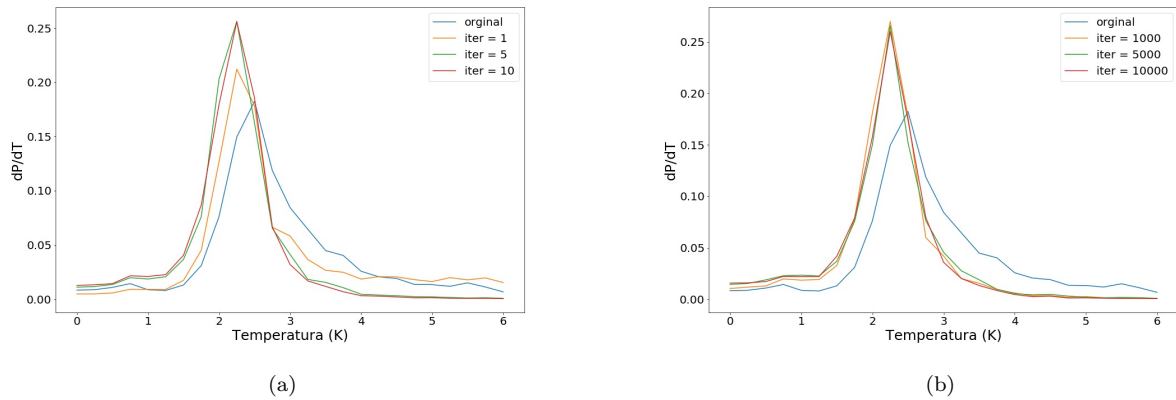 0.25
0.20
0.15
0.10
0.05
0.00
dP/dT
0 1 2 3 4 5 6
Temperatura (K)
orginal
iter = 1
iter = 5
iter = 10
(a)
0.25
0.20
0.15
0.10
0.05
0.00
dP/dT
0 1 2 3 4 5 6
Temperatura (K)
orginal
iter = 1000
iter = 5000
iter = 10000
(b)